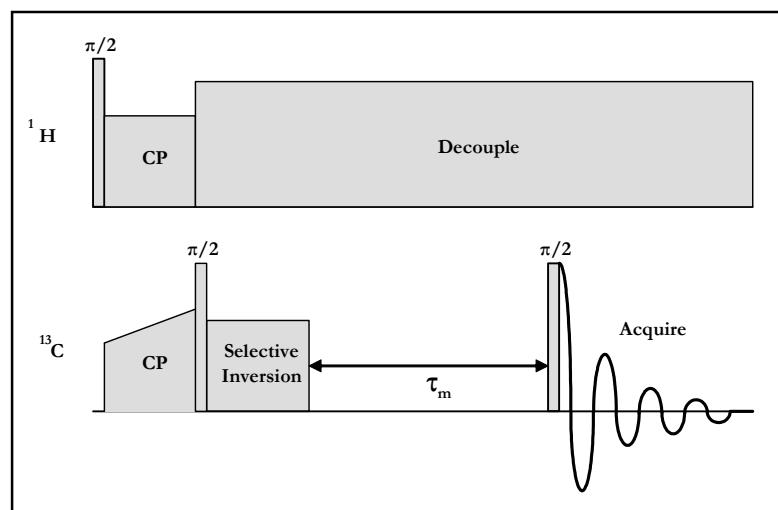 π/2
¹H
CP
Decouple
π/2
π/2
¹³C
CP
Selective
Inversion
τₘ
Acquire